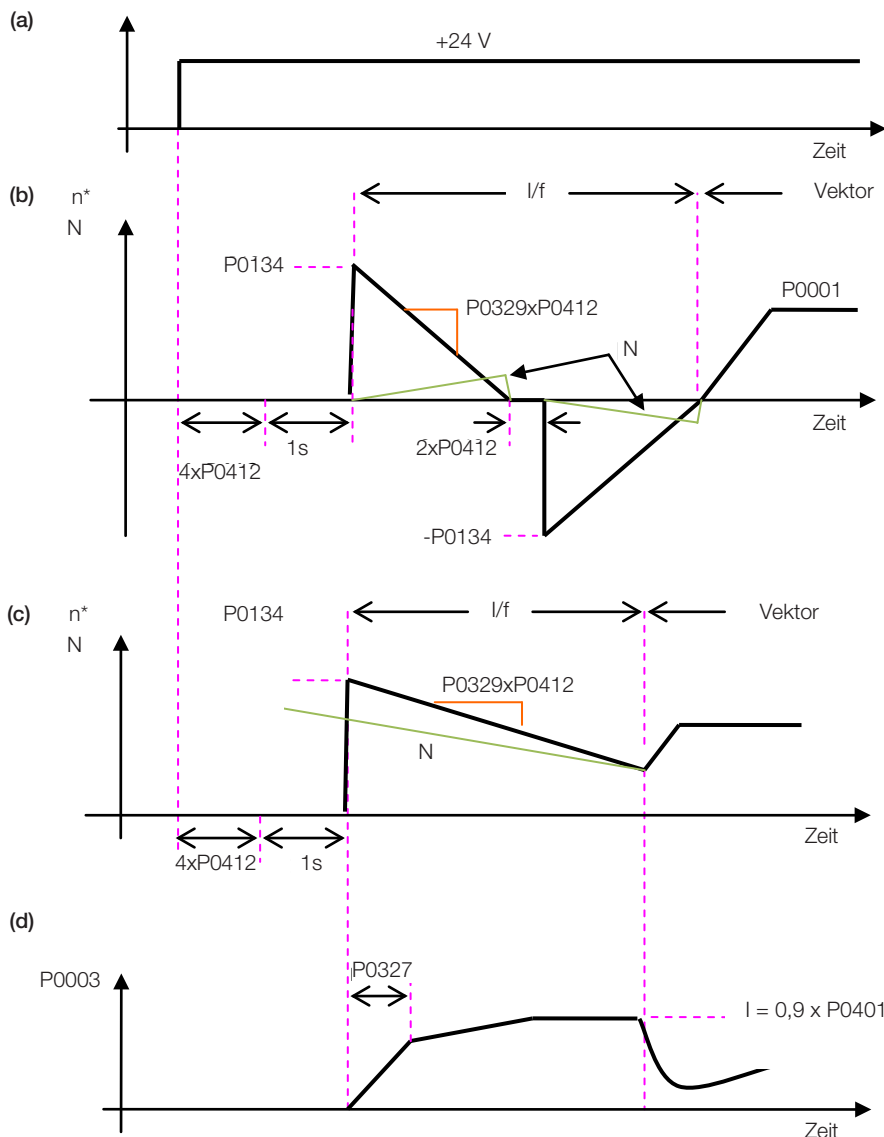 (a)
+24 V
Zeit
(b)
n*
N
I/f
Vektor
P0134
P0329xP0412
P0001
N
Zeit
1s
2xP0412
4xP0412
-P0134
(c)
n*
N
P0134
I/f
Vektor
P0329xP0412
N
Zeit
4xP0412
1s
(d)
P0003
P0327
I = 0,9 x P0401
Zeit